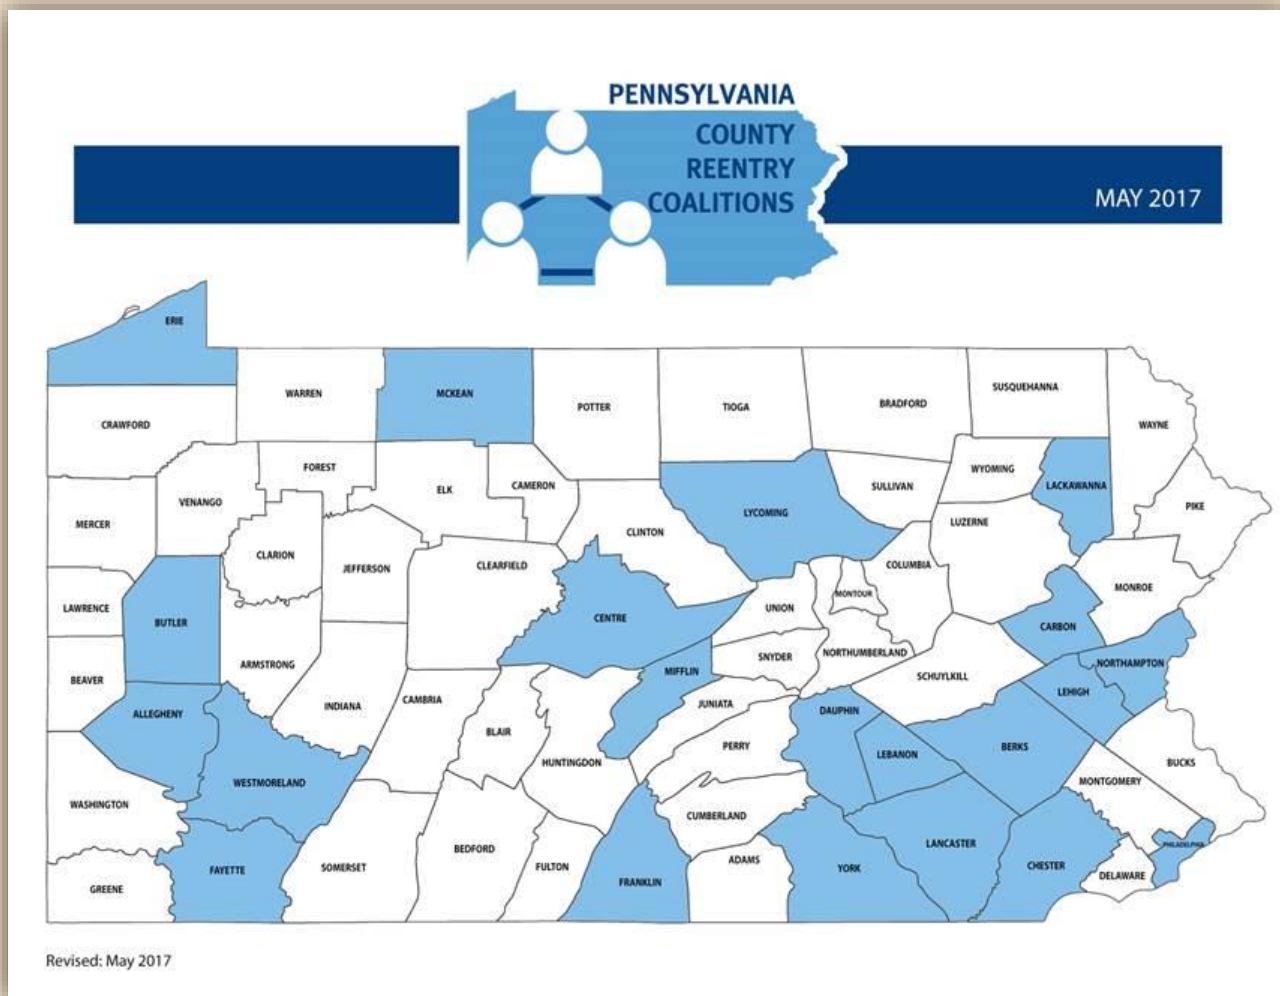 PENNSYLVANIA
COUNTY
REENTRY
COALITIONS
MAY 2017
ERIE
WARREN
MCKEAN
POTTER
TIOGA
BRADFORD
SUSQUEHANNA
WAYNE
CRAWFORD
FOREST
VENANGO
ELK
CAMERON
LYCOMING
SULLIVAN
WYOMING
LACKAWANNA
PIKE
MERCER
CLARION
JEFFERSON
CLEARFIELD
CLINTON
COLUMBIA
LUZERNE
MONROE
LAWRENCE
BUTLER
CENTRE
UNION
MONTOUR
CARBON
BEAVER
ARMSTRONG
INDIANA
CAMBRIA
MIFFLIN
SNYDER
NORTHUMBERLAND
SCHUYLKILL
NORTHAMPTON
LEHIGH
ALLEGHENY
BLAIR
JUNIATA
DAUPHIN
WESTMORELAND
HUNTINGDON
PERRY
LEBANON
BERKS
BUCKS
MONTGOMERY
WASHINGTON
CUMBERLAND
LANCASTER
CHESTER
PHILADELPHIA
DELAWARE
GREENE
FAYETTE
SOMERSET
BEDFORD
FULTON
FRANKLIN
ADAMS
YORK
Revised: May 2017